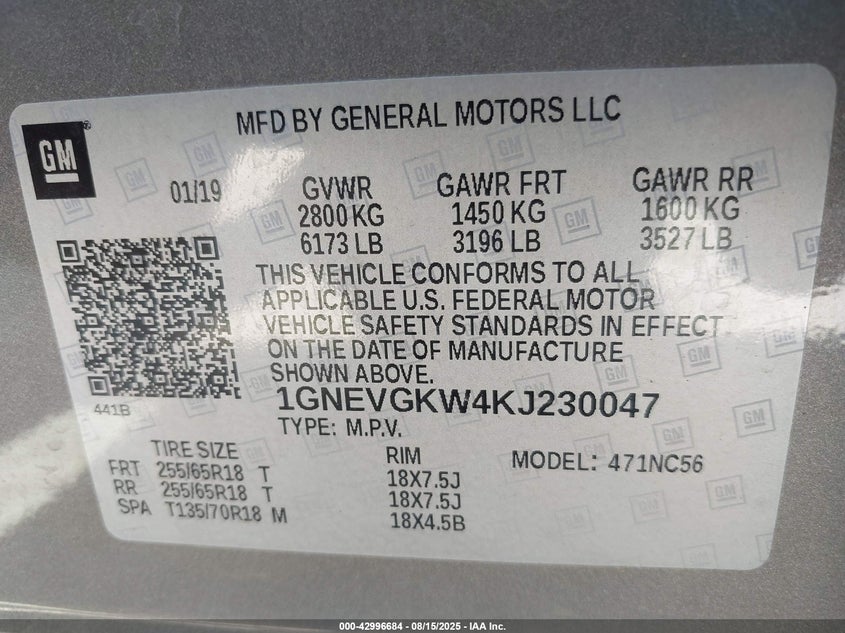 GM
MFD BY GENERAL MOTORS LLC
01/19
GVWR GAWR FRT GAWR RR
2800 KG 1450 KG 1600 KG
6173 LB 3196 LB 3527 LB
THIS VEHICLE CONFORMS TO ALL
APPLICABLE U.S. FEDERAL MOTOR
VEHICLE SAFETY STANDARDS IN EFFECT
ON THE DATE OF MANUFACTURE
SHOWN ABOVE.
441B
1GNEVGKW4KJ230047
TYPE: M.P.V.
TIRE SIZE RIM MODEL: 471NC56
FRT 255/65R18 T 18X7.5J
RR 255/65R18 T 18X7.5J
SPA T135/70R18 M 18X4.5B
000-42996684 - 08/15/2025 - IAA Inc.